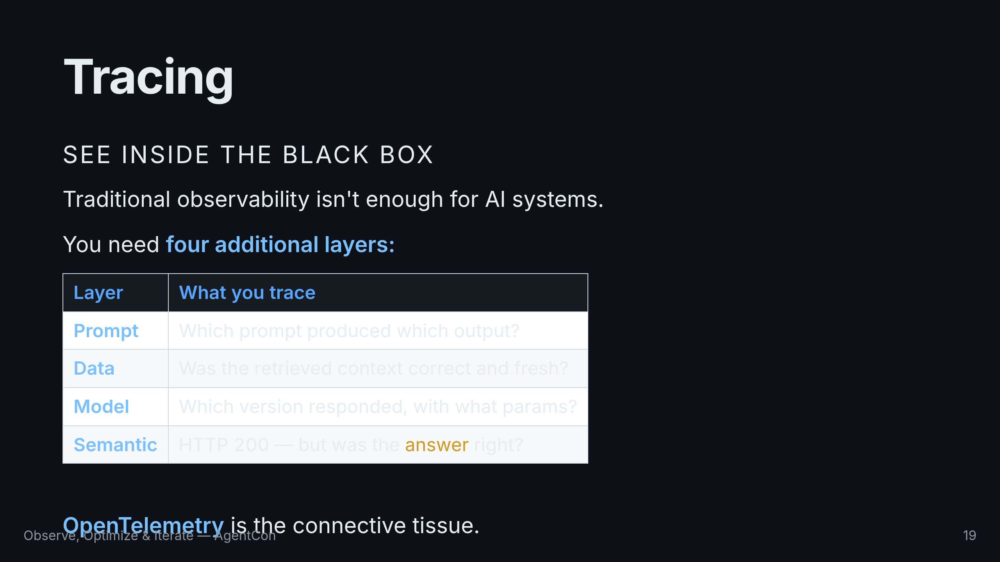 Tracing
SEE INSIDE THE BLACK BOX
Traditional observability isn't enough for AI systems.
You need four additional layers:
Layer What you trace
Prompt Which prompt produced which output?
Data Was the retrieved context correct and fresh?
Model Which version responded, with what params?
Semantic HTTP 200 — but was the answer right?
OpenTelemetry is the connective tissue.
Observe, Optimize & Iterate — AgentCon 19